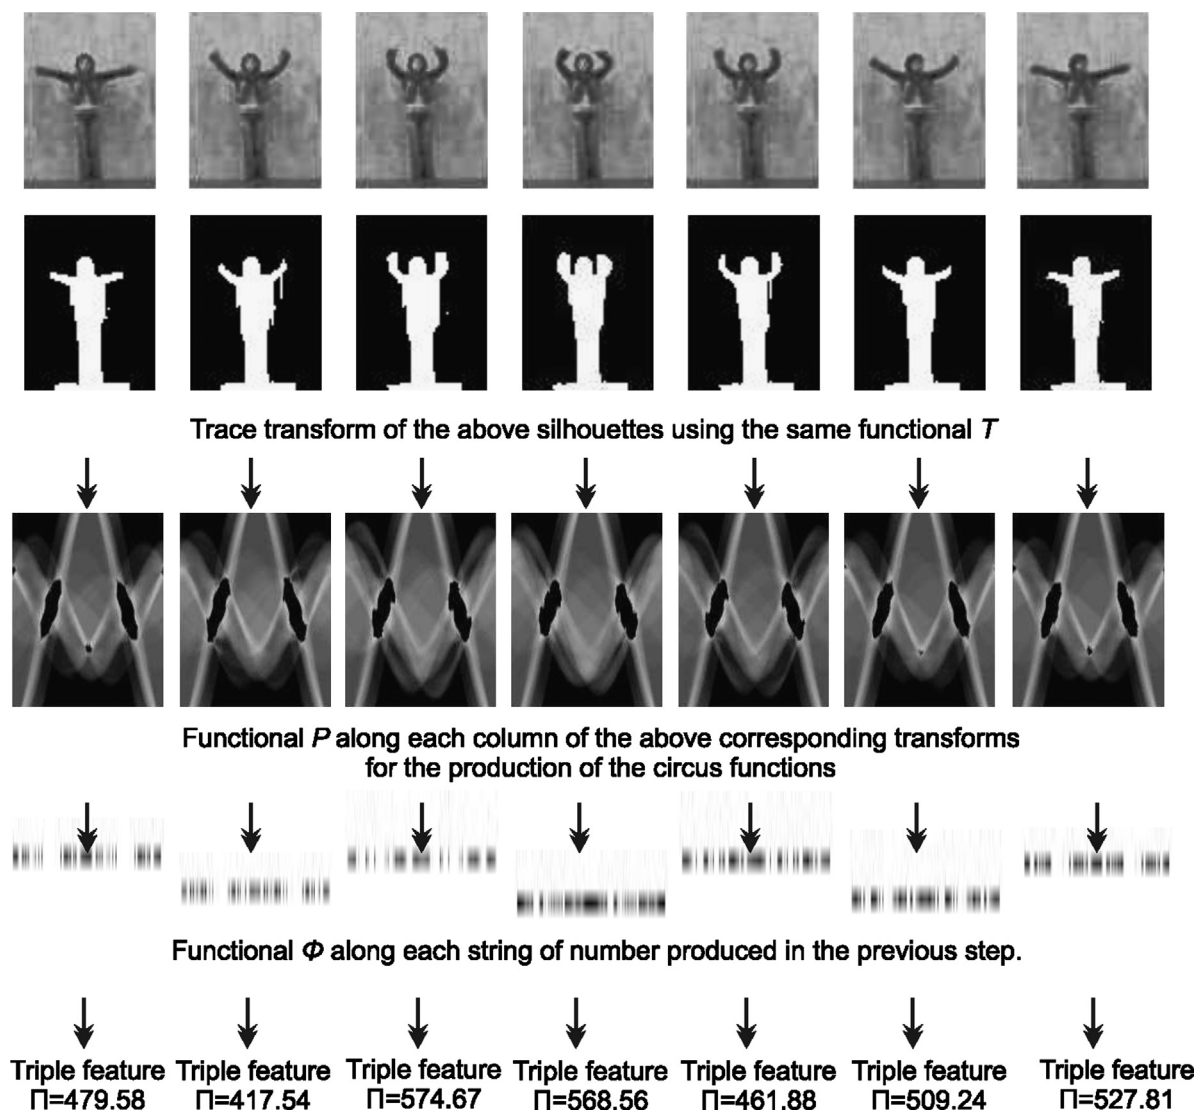 Trace transform of the above silhouettes using the same functional T
Functional P along each column of the above corresponding transforms
for the production of the circus functions
Functional Φ along each string of number produced in the previous step.
Triple feature Triple feature Triple feature Triple feature Triple feature Triple feature Triple feature
Π=479.58 Π=417.54 Π=574.67 Π=568.56 Π=461.88 Π=509.24 Π=527.81